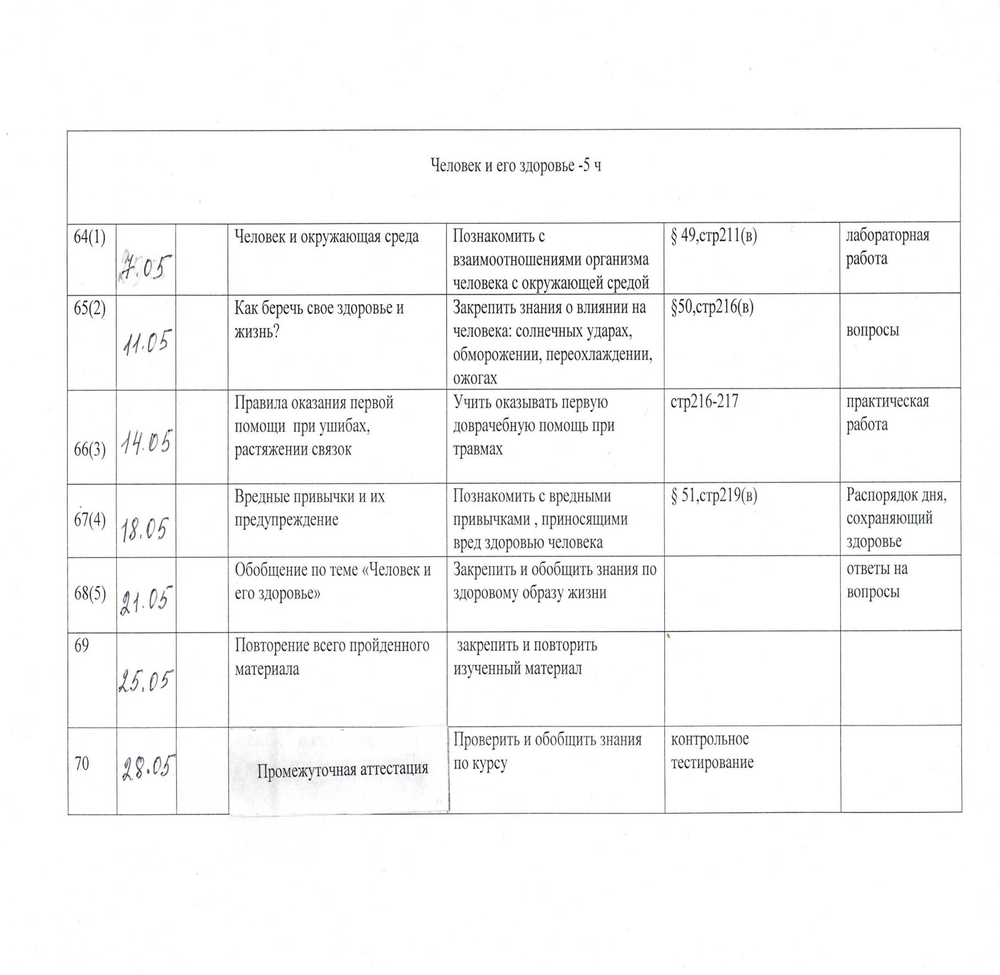 Человек и его здоровье -5 ч
64(1)
7.05
Человек и окружающая среда
Познакомить с
взаимоотношениями организма
человека с окружающей средой
§ 49,стр211(в)
лабораторная
работа
65(2)
11.05
Как беречь свое здоровье и
жизнь?
Закрепить знания о влиянии на
человека: солнечных ударах,
обморожении, переохлаждении,
ожогах
§50,стр216(в)
вопросы
66(3)
14.05
Правила оказания первой
помощи  при ушибах,
растяжении связок
Учить оказывать первую
доврачебную помощь при
травмах
стр216-217
практическая
работа
67(4)
18.05
Вредные привычки и их
предупреждение
Познакомить с вредными
привычками , приносящими
вред здоровью человека
§ 51,стр219(в)
Распорядок дня,
сохраняющий
здоровье
68(5)
21.05
Обобщение по теме «Человек и
его здоровье»
Закрепить и обобщить знания по
здоровому образу жизни
ответы на
вопросы
69
25.05
Повторение всего пройденного
материала
закрепить и повторить
изученный материал
70
28.05
Промежуточная аттестация
Проверить и обобщить знания
по курсу
контрольное
тестирование